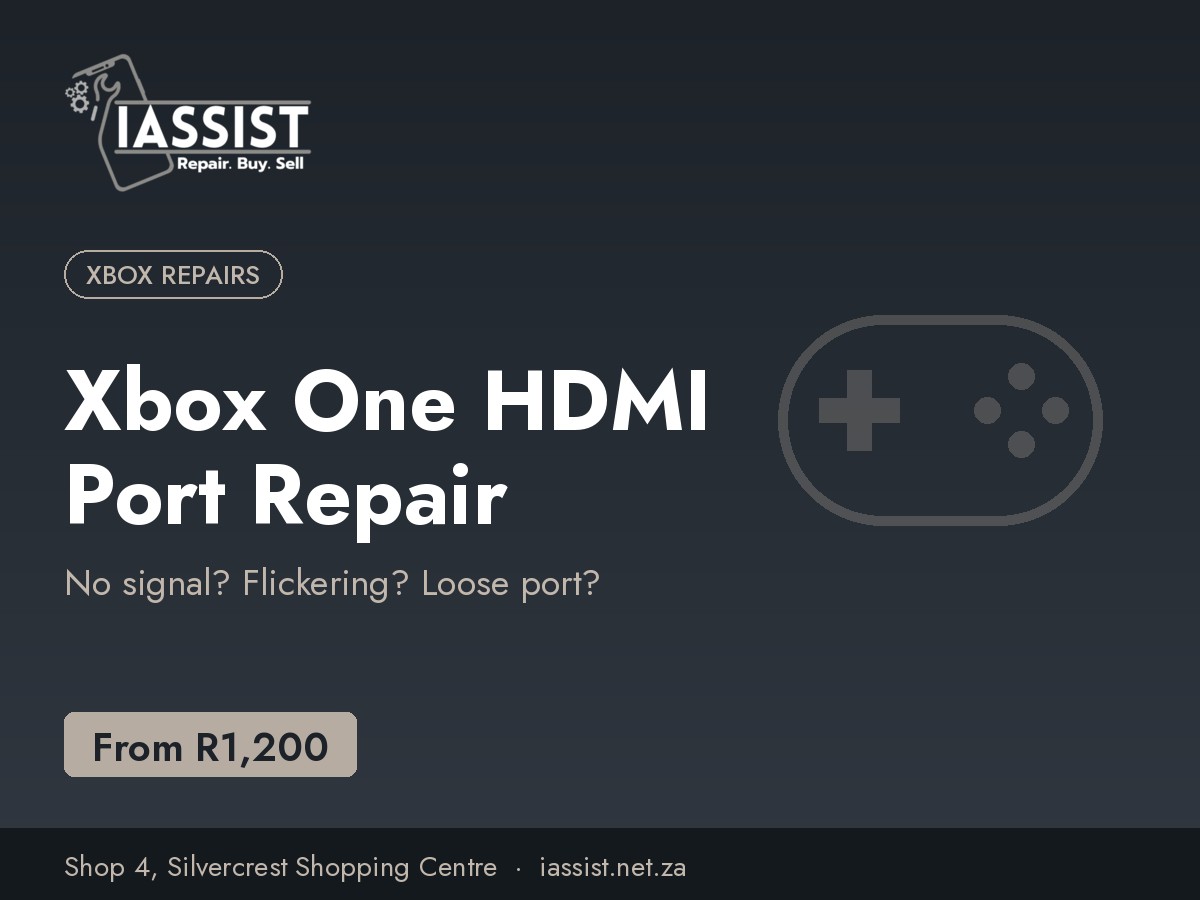 IASSIST
Repair. Buy. Sell
XBOX REPAIRS
Xbox One HDMI
Port Repair
No signal? Flickering? Loose port?
From R1,200
Shop 4, Silvercrest Shopping Centre · iassist.net.za